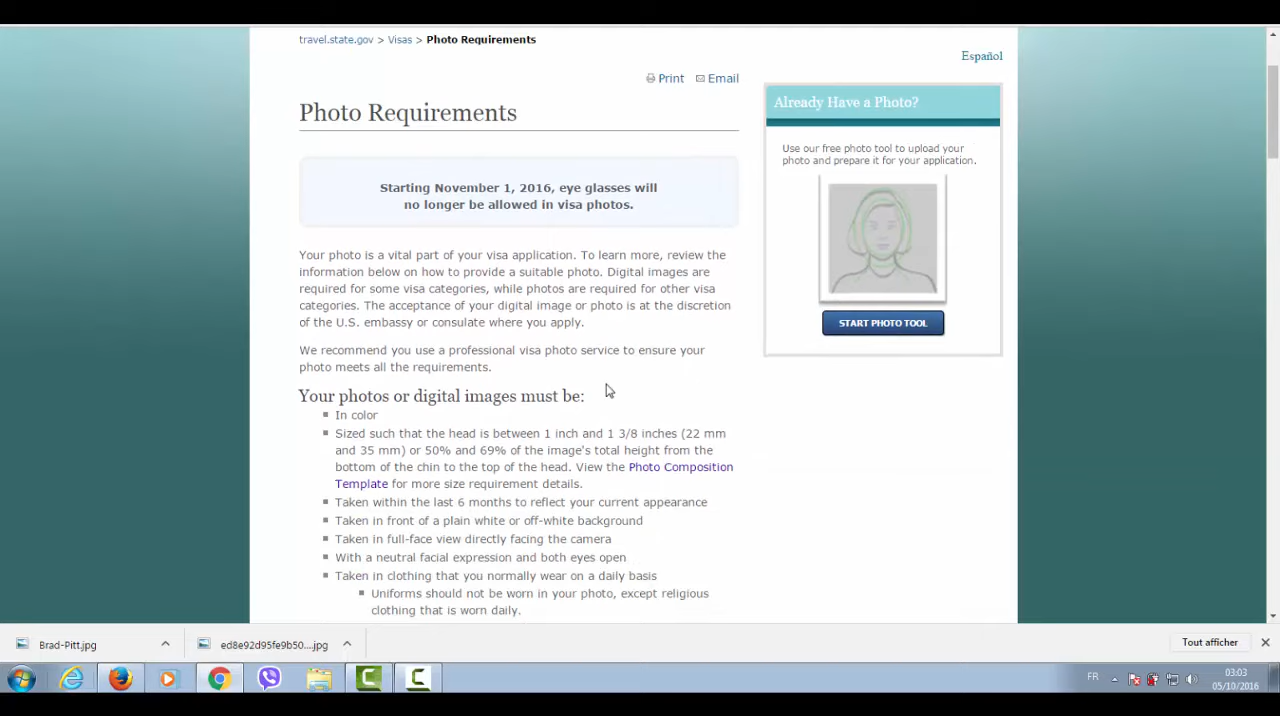 travel.state.gov > Visas > Photo Requirements
Español
Print Email
Photo Requirements
Starting November 1, 2016, eye glasses will
no longer be allowed in visa photos.
Your photo is a vital part of your visa application. To learn more, review the
information below on how to provide a suitable photo. Digital images are
required for some visa categories, while photos are required for other visa
categories. The acceptance of your digital image or photo is at the discretion
of the U.S. embassy or consulate where you apply.
We recommend you use a professional visa photo service to ensure your
photo meets all the requirements.
Your photos or digital images must be:
In color
Sized such that the head is between 1 inch and 1 3/8 inches (22 mm
and 35 mm) or 50% and 69% of the image's total height from the
bottom of the chin to the top of the head. View the Photo Composition
Template for more size requirement details.
Taken within the last 6 months to reflect your current appearance
Taken in front of a plain white or off-white background
Taken in full-face view directly facing the camera
With a neutral facial expression and both eyes open
Taken in clothing that you normally wear on a daily basis
Uniforms should not be worn in your photo, except religious
clothing that is worn daily.
Already Have a Photo?
Use our free photo tool to upload your
photo and prepare it for your application.
START PHOTO TOOL
Brad-Pitt.jpg
ed8e92d95fe9b50....jpg
Tout afficher
FR
03:03
05/10/2016